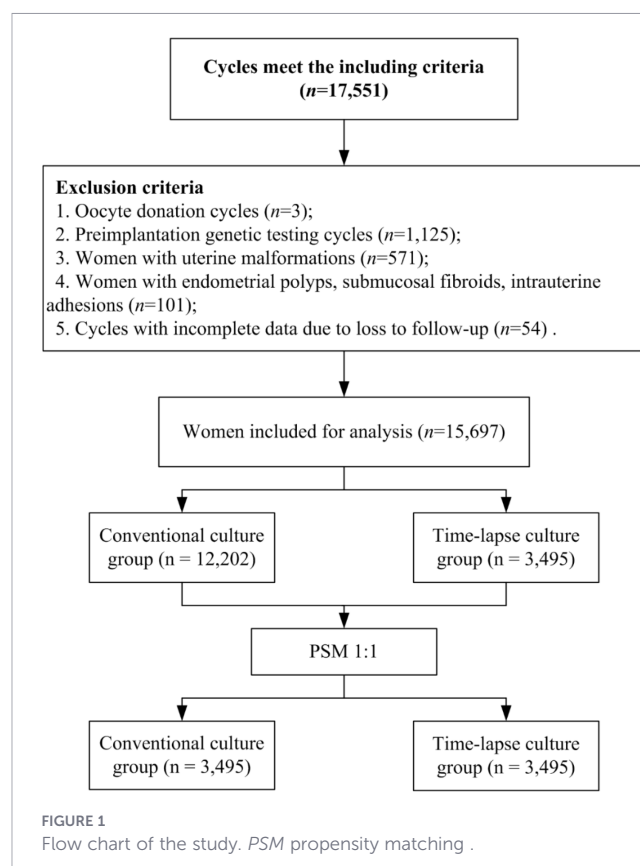 Cycles meet the including criteria
(n=17,551)
Exclusion criteria
1. Oocyte donation cycles (n=3);
2. Preimplantation genetic testing cycles (n=1,125);
3. Women with uterine malformations (n=571);
4. Women with endometrial polyps, submucosal fibroids, intrauterine
adhesions (n=101);
5. Cycles with incomplete data due to loss to follow-up (n=54) .
Women included for analysis (n=15,697)
Conventional culture
group (n = 12,202)
Time-lapse culture
group (n = 3,495)
PSM 1:1
Conventional culture
group (n = 3,495)
Time-lapse culture
group (n = 3,495)
FIGURE 1
Flow chart of the study. PSM propensity matching .